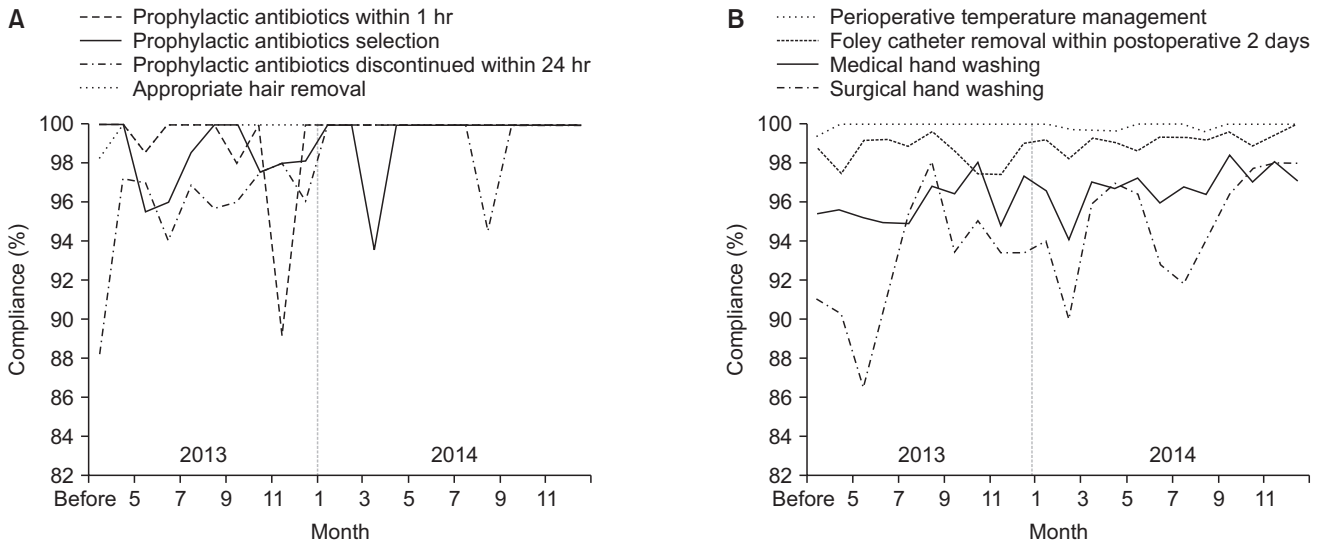 A
Prophylactic antibiotics within 1 hr
Prophylactic antibiotics selection
Prophylactic antibiotics discontinued within 24 hr
Appropriate hair removal
Compliance (%)
100
98
96
94
92
90
88
86
84
82
2013
2014
Before 5 7 9 11 1 3 5 7 9 11
Month
B
Perioperative temperature management
Foley catheter removal within postoperative 2 days
Medical hand washing
Surgical hand washing
Compliance (%)
100
98
96
94
92
90
88
86
84
82
2013
2014
Before 5 7 9 11 1 3 5 7 9 11
Month